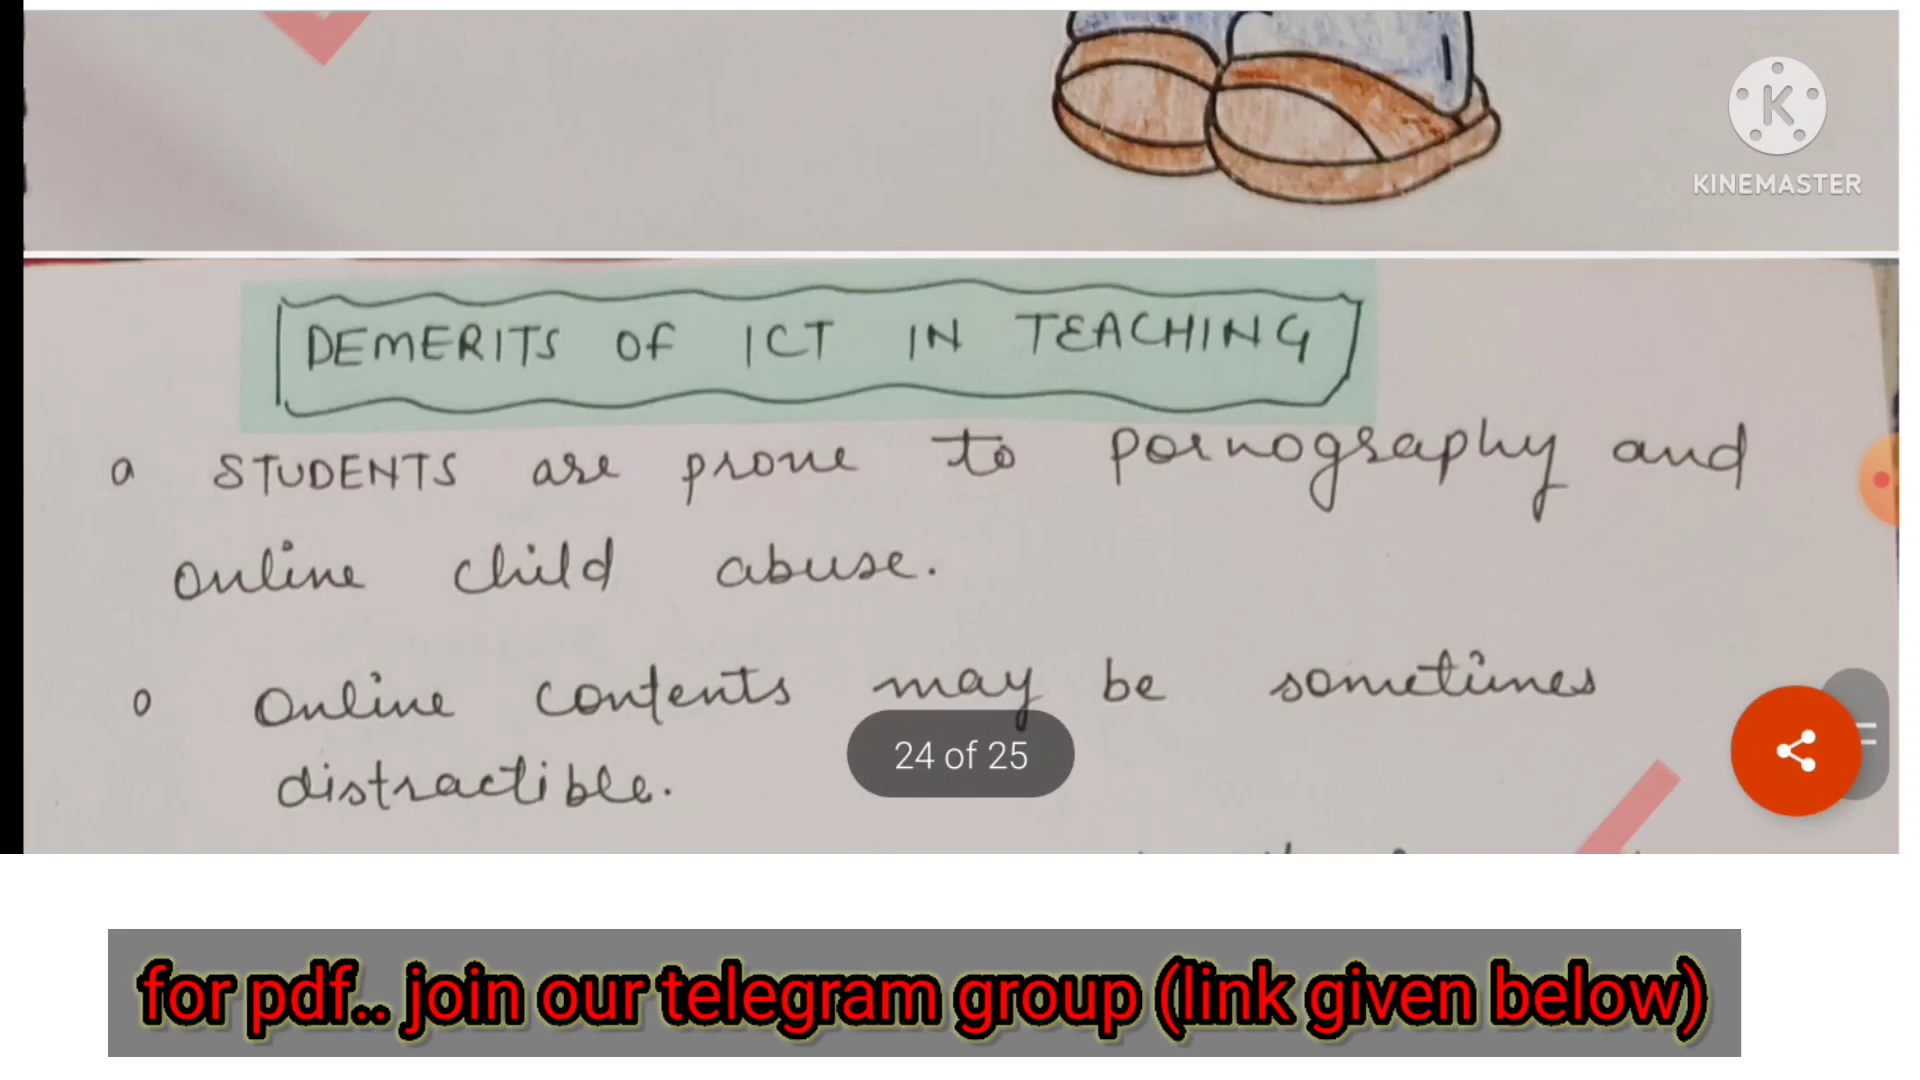 KINEMASTER
DEMERITS OF ICT IN TEACHING
STUDENTS are prone to pornography and
online child abuse.
Online contents may be sometimes
distractible.
24 of 25
for pdf.. join our telegram group (link given below)